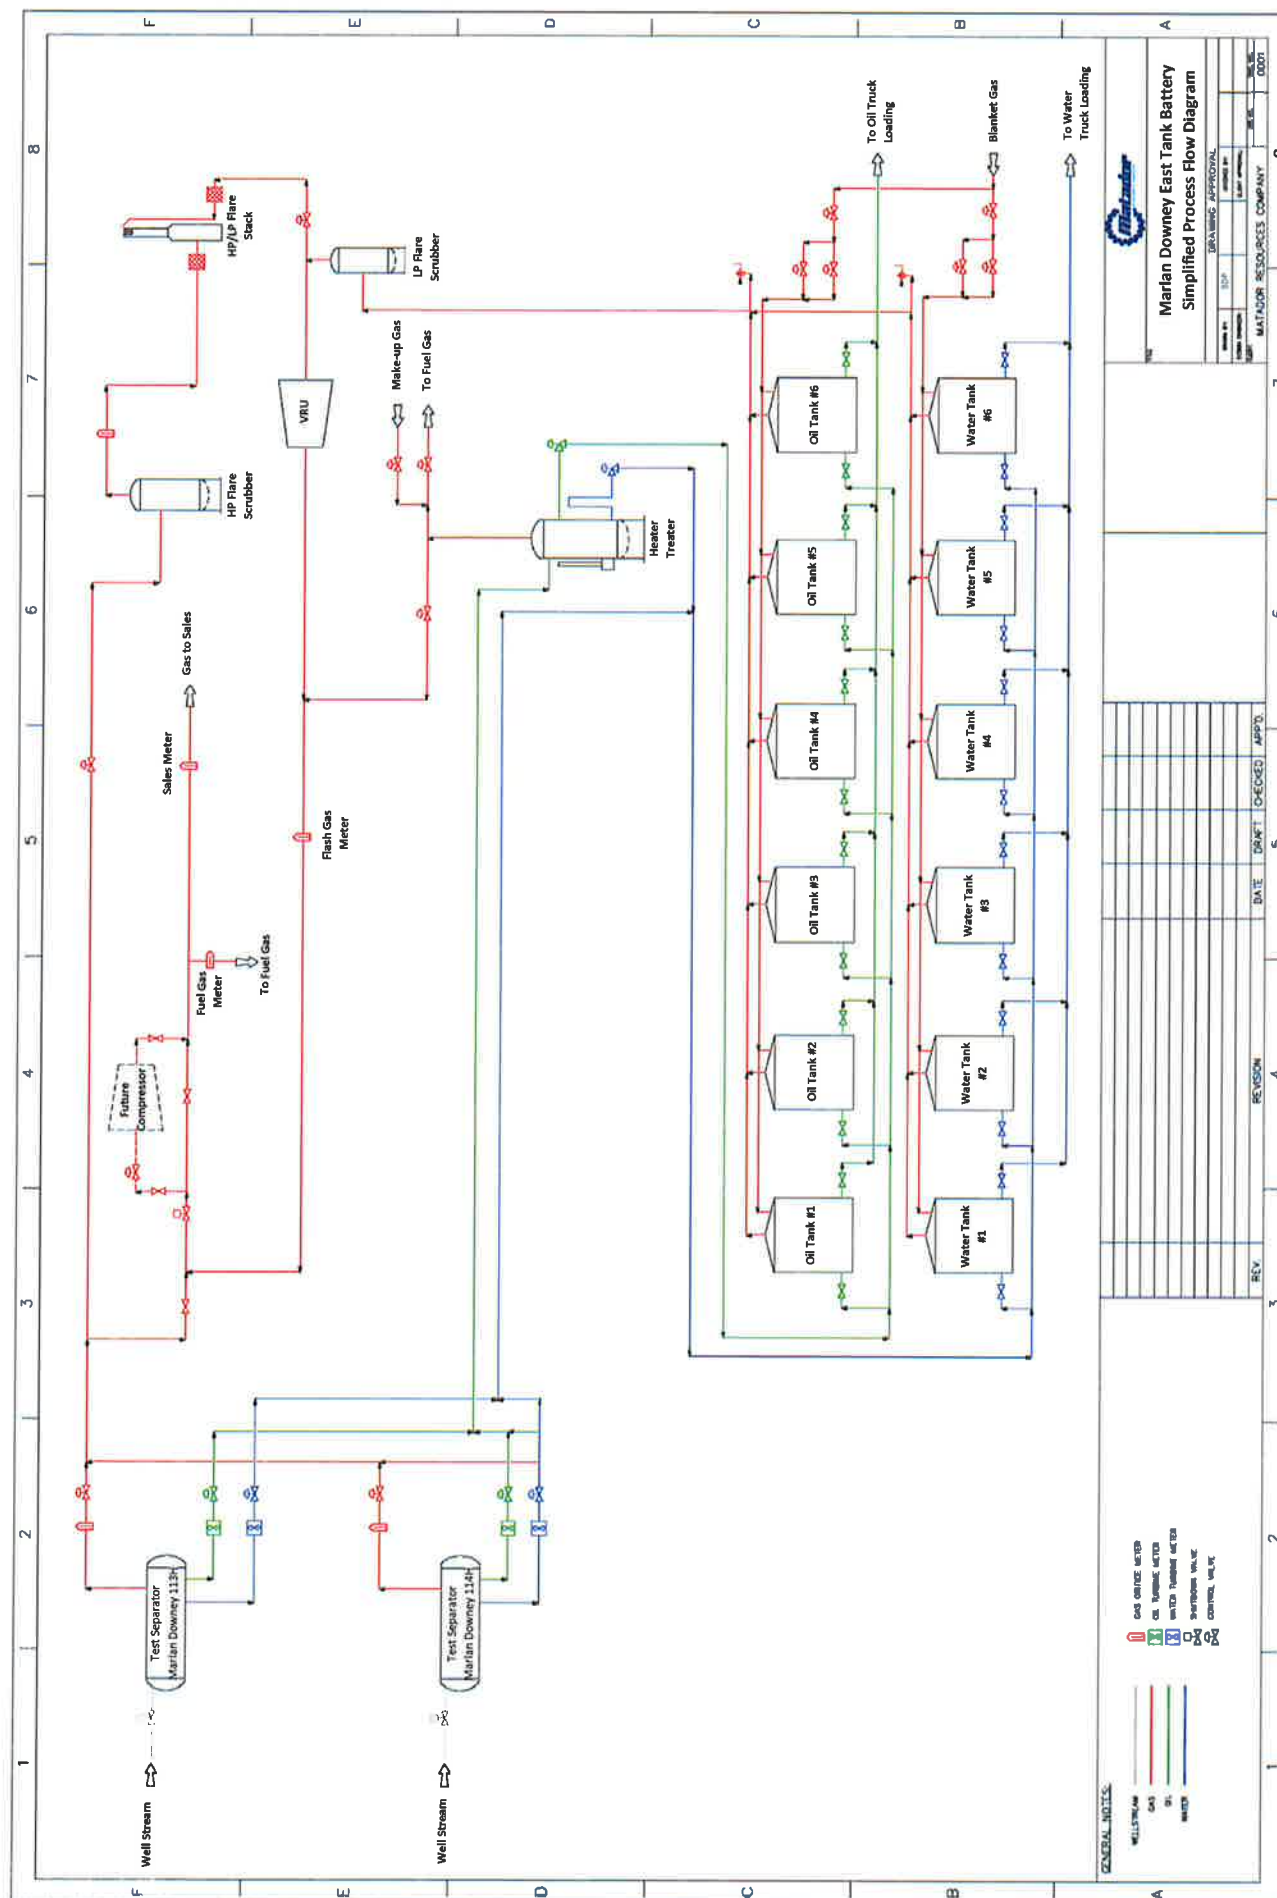 1 2 3 4 5 6 7 8
F
E
D
C
B
A
Well Stream
Test Separator
Marlan Downey 113H
Well Stream
Test Separator
Marlan Downey 114H
Future
Compressor
Fuel Gas
Meter
To Fuel Gas
Sales Meter
Gas to Sales
Flash Gas
Meter
HP Flare
Scrubber
HP/LP Flare
Stack
VRU
LP Flare
Scrubber
Make-up Gas
To Fuel Gas
Heater
Treater
Oil Tank #1
Oil Tank #2
Oil Tank #3
Oil Tank #4
Oil Tank #5
Oil Tank #6
To Oil Truck
Loading
Blanket Gas
Water Tank
#1
Water Tank
#2
Water Tank
#3
Water Tank
#4
Water Tank
#5
Water Tank
#6
To Water
Truck Loading
GENERAL NOTES:
WELLSTREAM
GAS
OIL
WATER
GAS ORIFICE METER
OIL TURBINE METER
WATER TURBINE METER
SHUTDOWN VALVE
CONTROL VALVE
REV. REVISION DATE DRAFT CHECKED APP'D.
Matador
Marlan Downey East Tank Battery
Simplified Process Flow Diagram
DRAWING APPROVAL
MATADOR RESOURCES COMPANY
0001